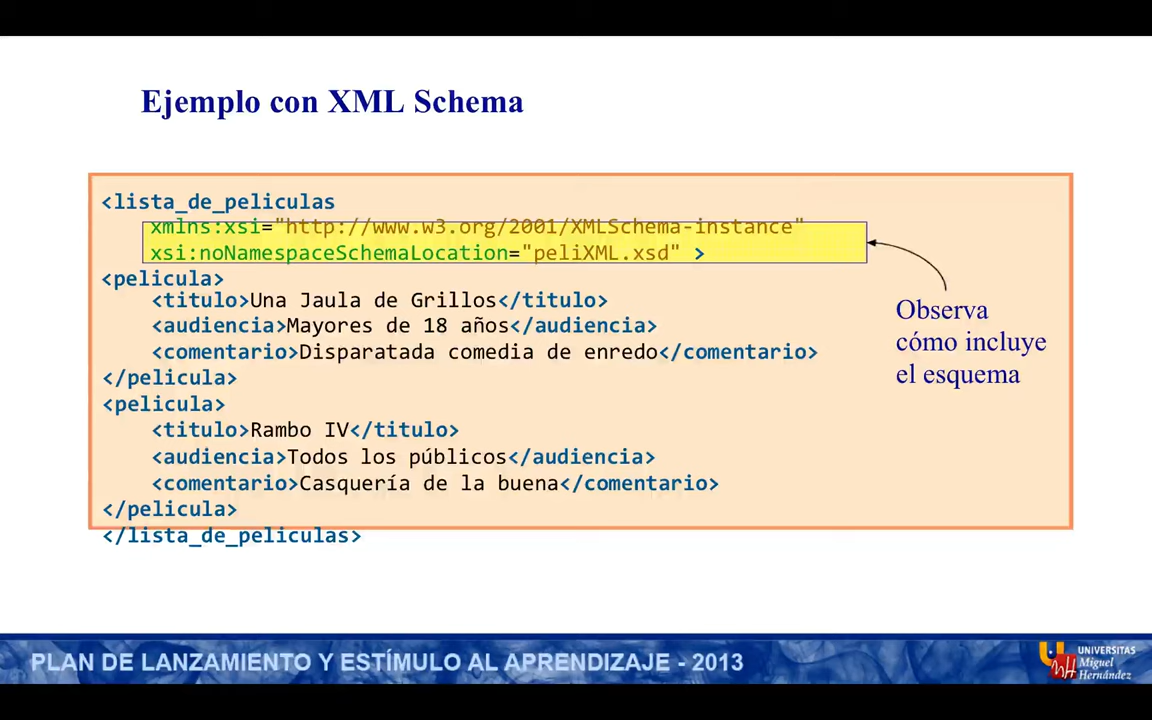 Ejemplo con XML Schema
<lista_de_peliculas
xmlns:xsi="http://www.w3.org/2001/XMLSchema-instance"
xsi:noNamespaceSchemaLocation="peliXML.xsd" >
<pelicula>
<titulo>Una Jaula de Grillos</titulo>
<audiencia>Mayores de 18 años</audiencia>
<comentario>Disparatada comedia de enredo</comentario>
</pelicula>
<pelicula>
<titulo>Rambo IV</titulo>
<audiencia>Todos los públicos</audiencia>
<comentario>Casquería de la buena</comentario>
</pelicula>
</lista_de_peliculas>
Observa
cómo incluye
el esquema
PLAN DE LANZAMIENTO Y ESTÍMULO AL APRENDIZAJE - 2013
UNIVERSITAS
Miguel
Hernández